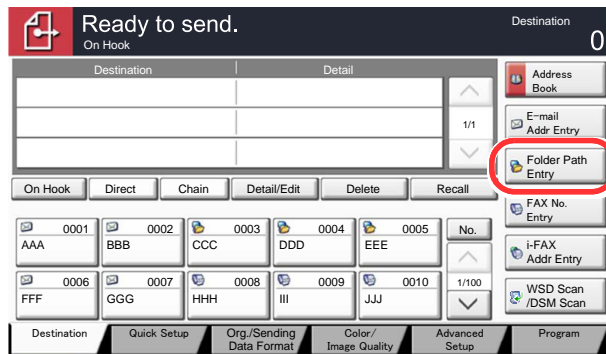 Ready to send.
On Hook
Destination
0
Destination
Detail
1/1
Address
Book
E-mail
Addr Entry
Folder Path
Entry
FAX No.
Entry
i-FAX
Addr Entry
WSD Scan
/DSM Scan
On Hook
Direct
Chain
Detail/Edit
Delete
Recall
0001
AAA
0002
BBB
0003
CCC
0004
DDD
0005
EEE
No.
0006
FFF
0007
GGG
0008
HHH
0009
III
0010
JJJ
1/100
Destination
Quick Setup
Org./Sending
Data Format
Color/
Image Quality
Advanced
Setup
Program